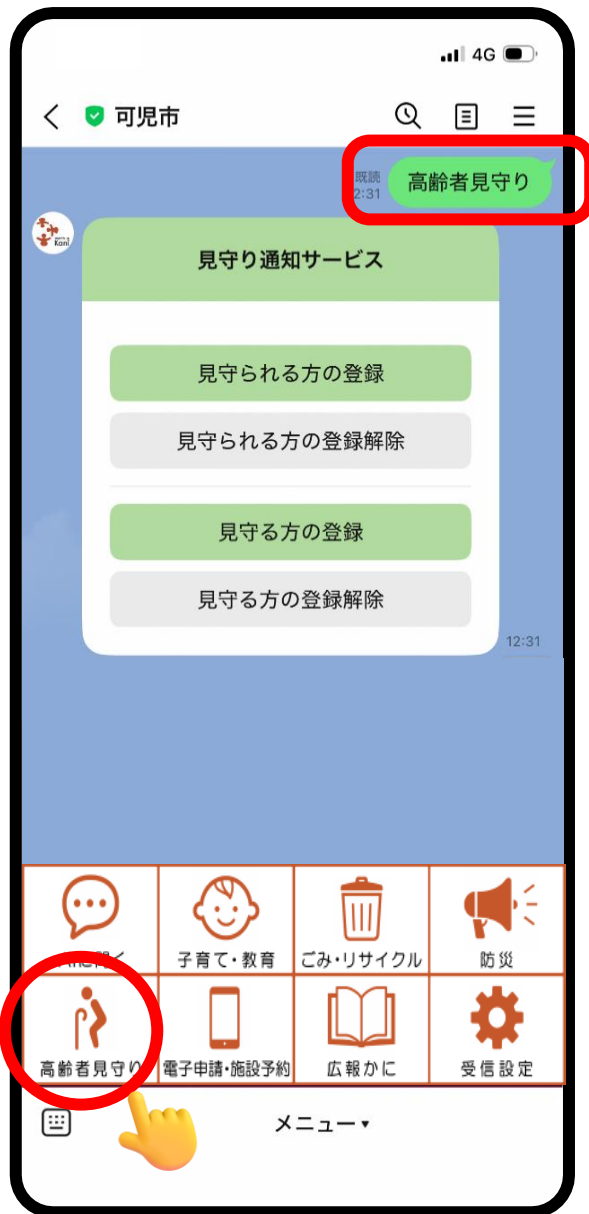 4G
可児市
既読
2:31
高齢者見守り
Kani
見守り通知サービス
見守られる方の登録
見守られる方の登録解除
見守る方の登録
見守る方の登録解除
12:31
子育て・教育
ごみ・リサイクル
防災
高齢者見守り
電子申請・施設予約
広報かに
受信設定
メニュー▼